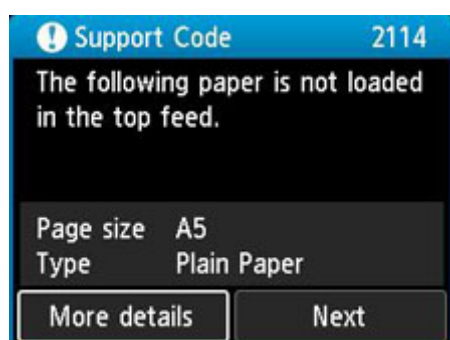 Support Code 2114
The following paper is not loaded
in the top feed.
Page size A5
Type Plain Paper
More details Next